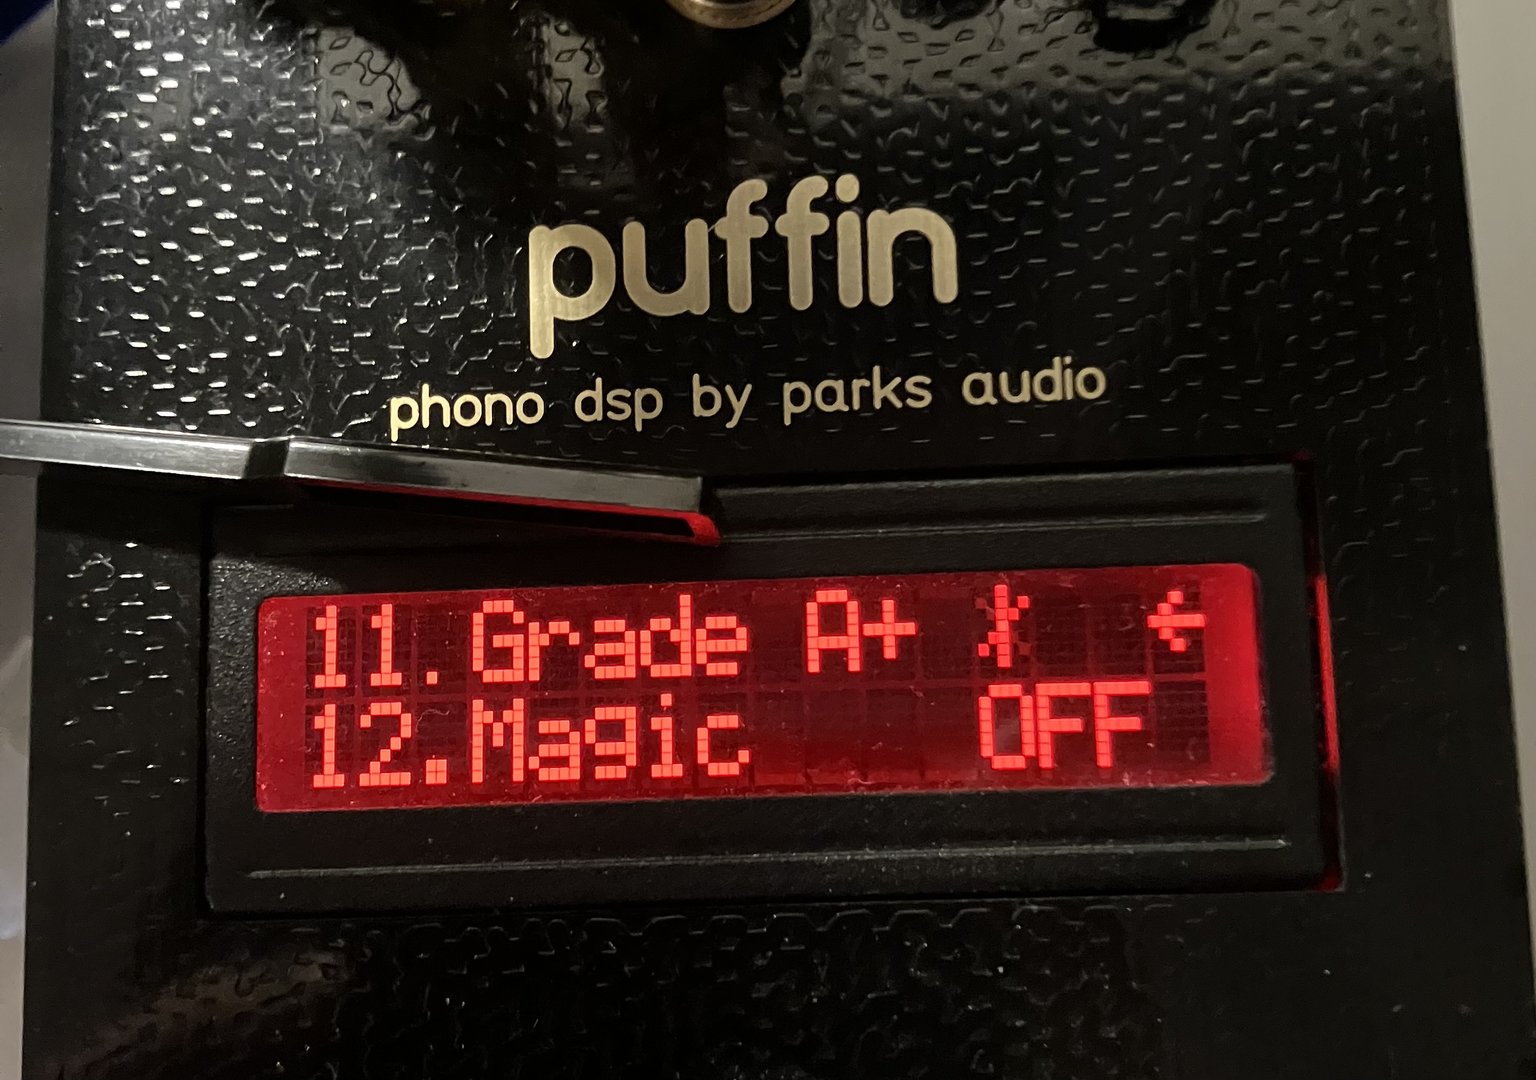 puffin
phono dsp by parks audio
11.Grade A+ ←
12.Magic OFF